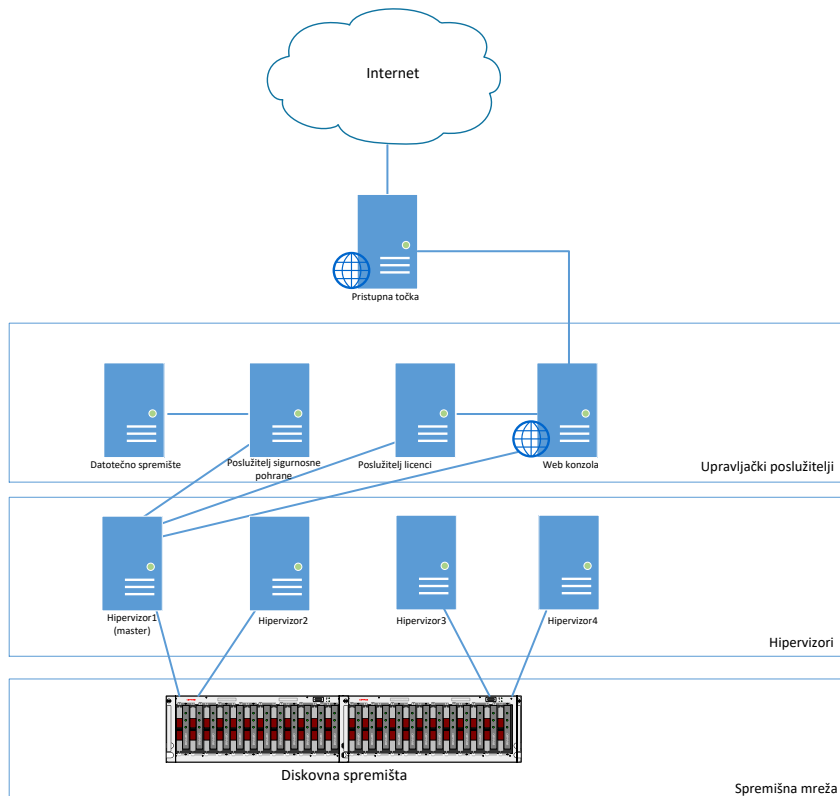 Internet
Pristupna točka
Datotečno spremište
Poslužitelj sigurnosne
pohrane
Poslužitelj licenci
Web konzola
Upravljački poslužitelji
Hipervizor1
(master)
Hipervizor2
Hipervizor3
Hipervizor4
Hipervizori
Diskovna spremišta
Spremišna mreža